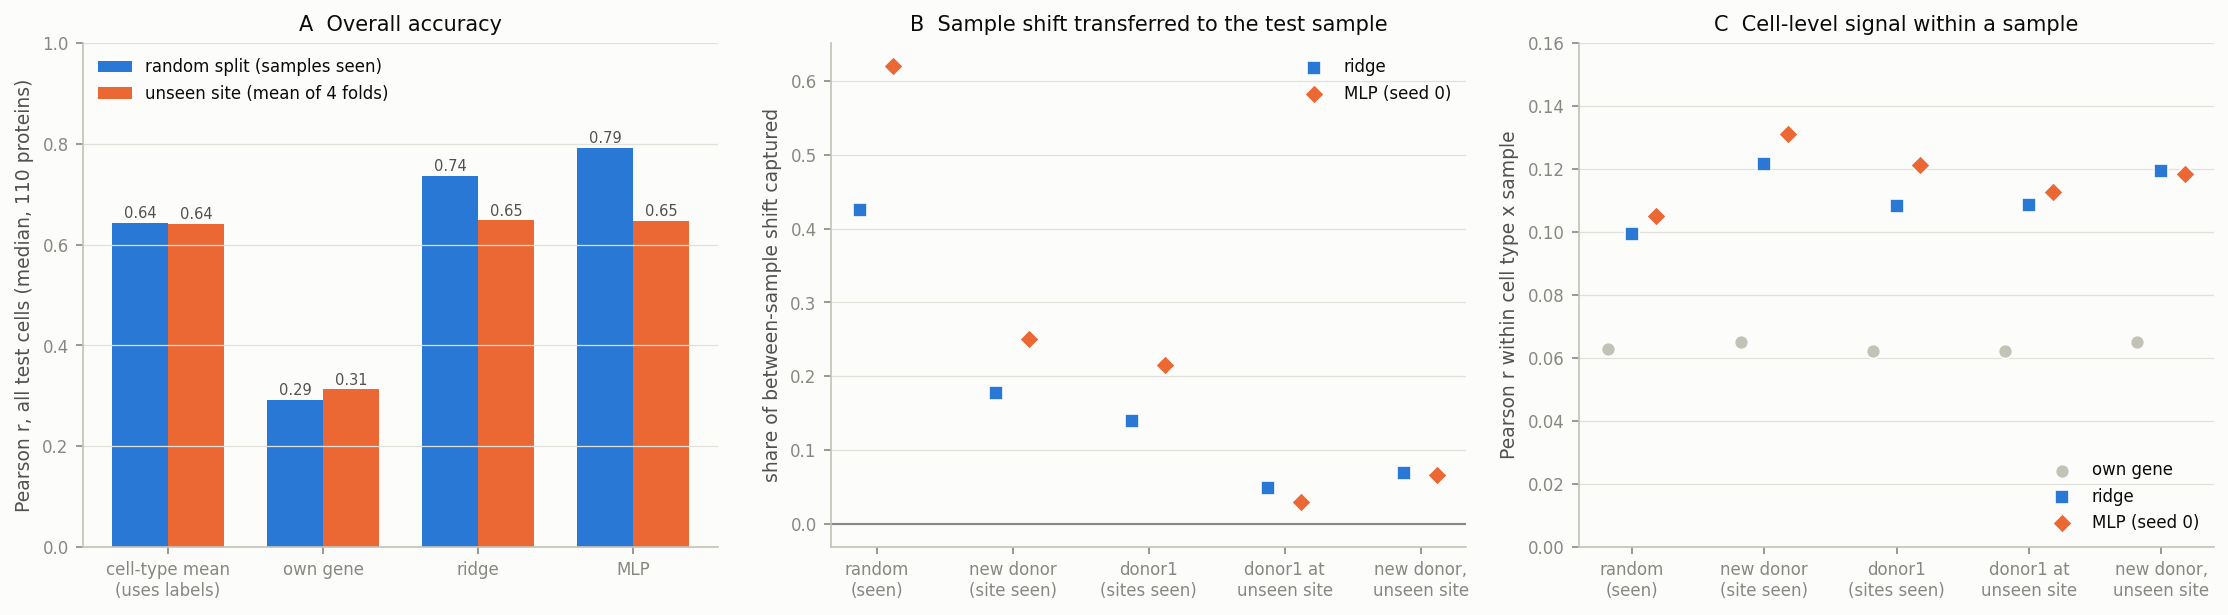 A  Overall accuracy
Pearson r, all test cells (median, 110 proteins)
1.0
0.8
0.6
0.4
0.2
0.0
random split (samples seen)
unseen site (mean of 4 folds)
0.64
0.64
0.29
0.31
0.74
0.65
0.79
0.65
cell-type mean
(uses labels)
own gene
ridge
MLP
B  Sample shift transferred to the test sample
share of between-sample shift captured
0.6
0.5
0.4
0.3
0.2
0.1
0.0
ridge
MLP (seed 0)
random
(seen)
new donor
(site seen)
donor1
(sites seen)
donor1 at
unseen site
new donor,
unseen site
C  Cell-level signal within a sample
Pearson r within cell type x sample
0.16
0.14
0.12
0.10
0.08
0.06
0.04
0.02
0.00
own gene
ridge
MLP (seed 0)
random
(seen)
new donor
(site seen)
donor1
(sites seen)
donor1 at
unseen site
new donor,
unseen site